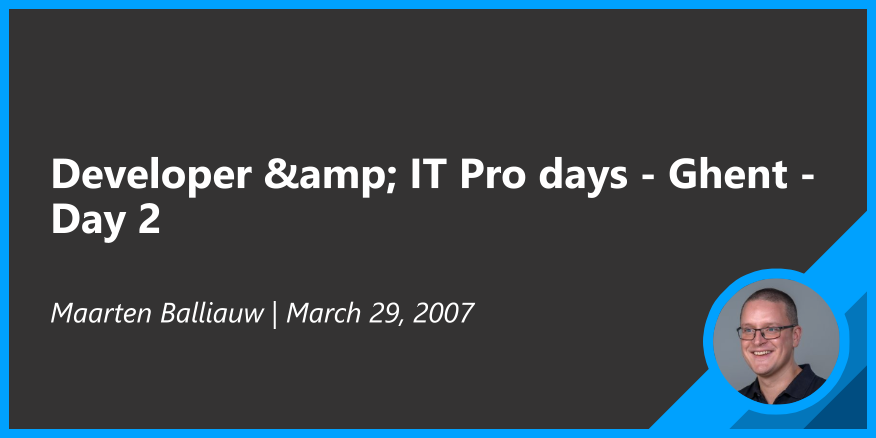 Developer &amp; IT Pro days - Ghent -
Day 2
Maarten Balliauw | March 29, 2007